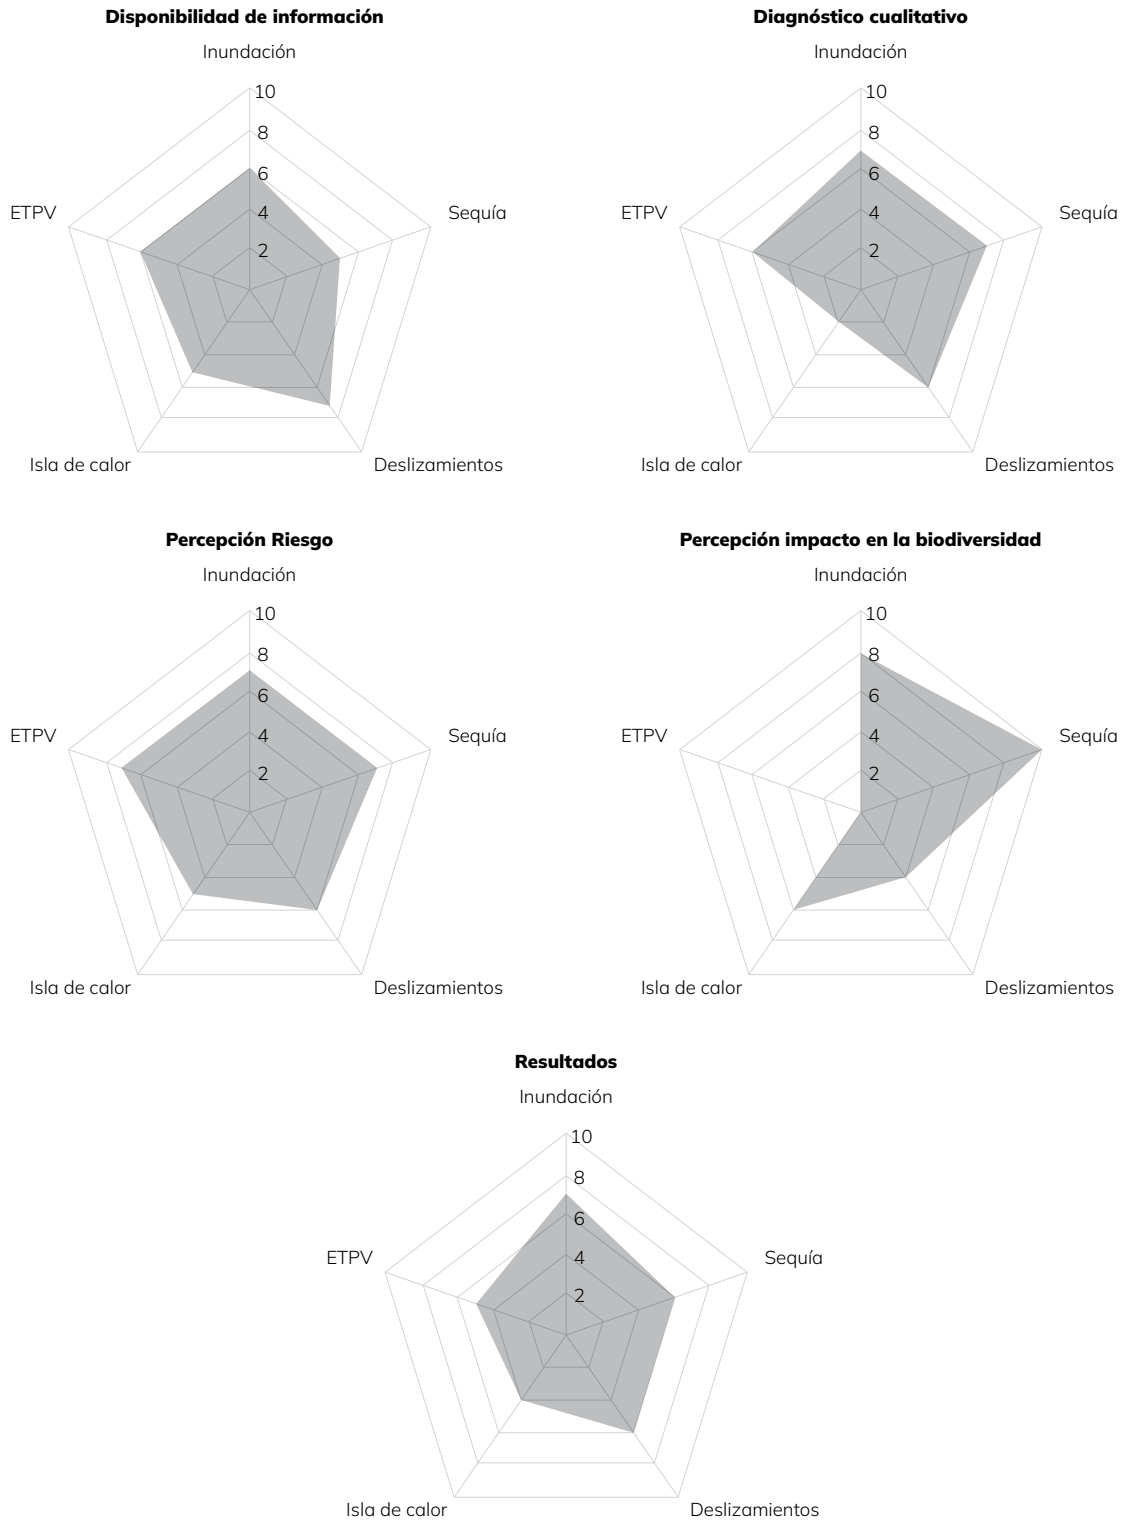 Disponibilidad de información
Inundación
10
8
6
4
2
ETPV
Sequía
Isla de calor
Deslizamientos
Diagnóstico cualitativo
Inundación
10
8
6
4
2
ETPV
Sequía
Isla de calor
Deslizamientos
Percepción Riesgo
Inundación
10
8
6
4
2
ETPV
Sequía
Isla de calor
Deslizamientos
Percepción impacto en la biodiversidad
Inundación
10
8
6
4
2
ETPV
Sequía
Isla de calor
Deslizamientos
Resultados
Inundación
10
8
6
4
2
ETPV
Sequía
Isla de calor
Deslizamientos